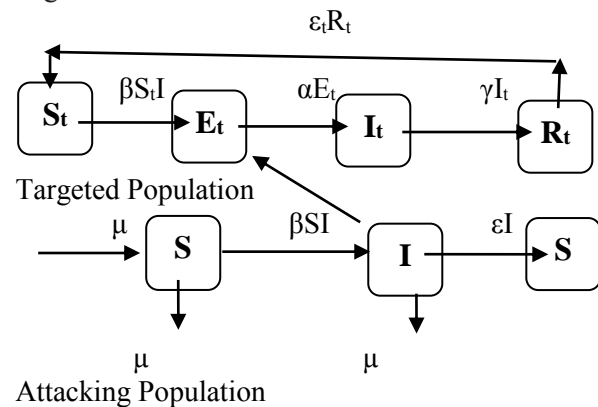 εₜRₜ
βSₜI αEₜ γIₜ
Sₜ Eₜ Iₜ Rₜ
Targeted Population
μ βSI εI
S I S
μ μ
Attacking Population